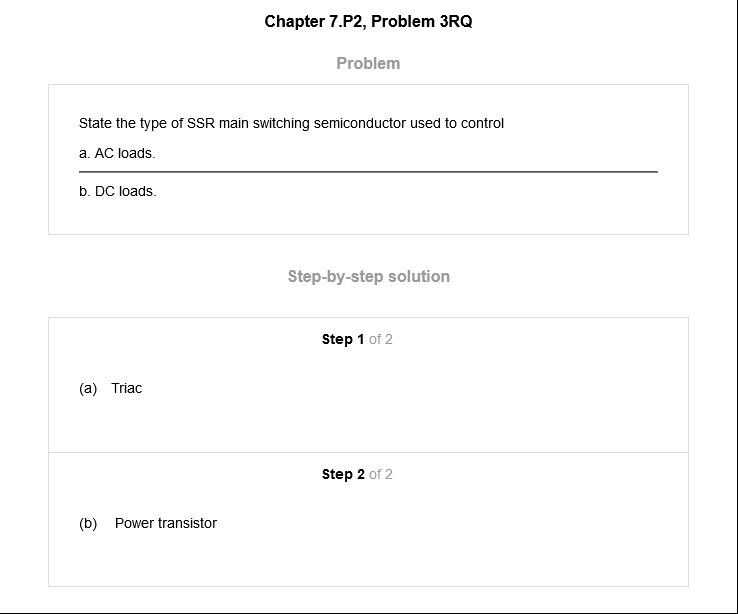 Chapter 7.P2, Problem 3RQ
Problem
State the type of SSR main switching semiconductor used to control
a. AC loads.
b. DC loads.
Step-by-step solution
Step 1 of 2
(a) Triac
Step 2 of 2
(b) Power transistor